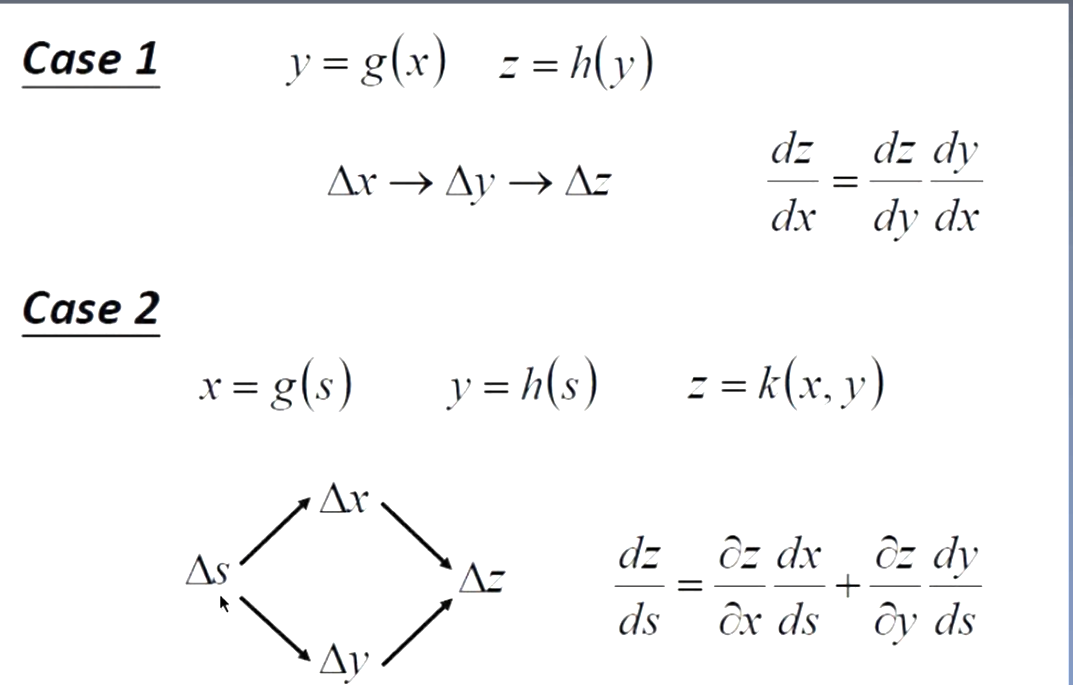 Case 1 y = g(x) z = h(y)
Δx → Δy → Δz dz/dx = dz/dy dy/dx
Case 2
x = g(s) y = h(s) z = k(x, y)
Δx
Δs Δz dz/ds = ∂z/∂x dx/ds + ∂z/∂y dy/ds
Δy